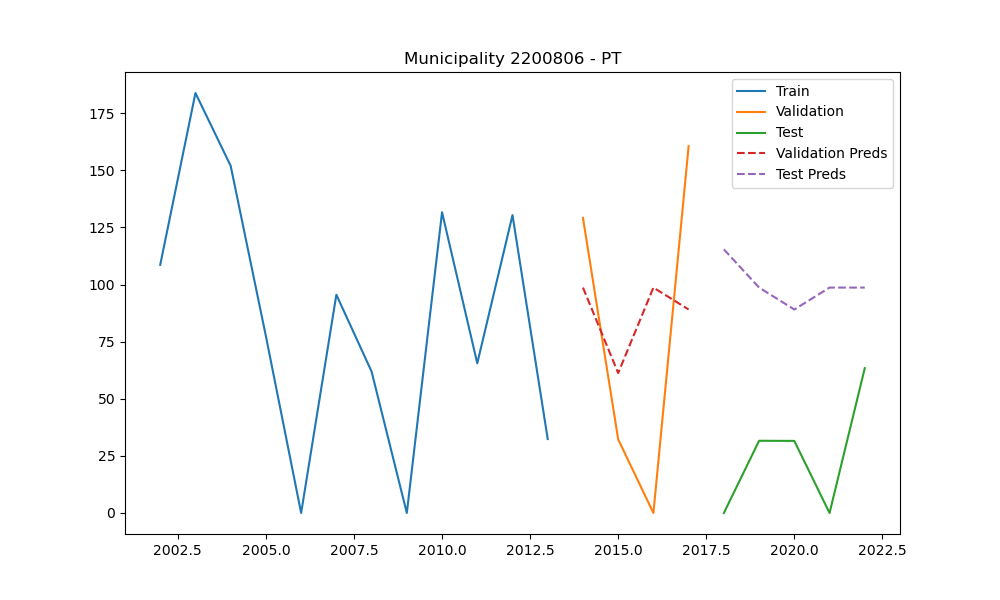 Municipality 2200806 - PT
Train
Validation
Test
Validation Preds
Test Preds
175
150
125
100
75
50
25
0
2002.5 2005.0 2007.5 2010.0 2012.5 2015.0 2017.5 2020.0 2022.5